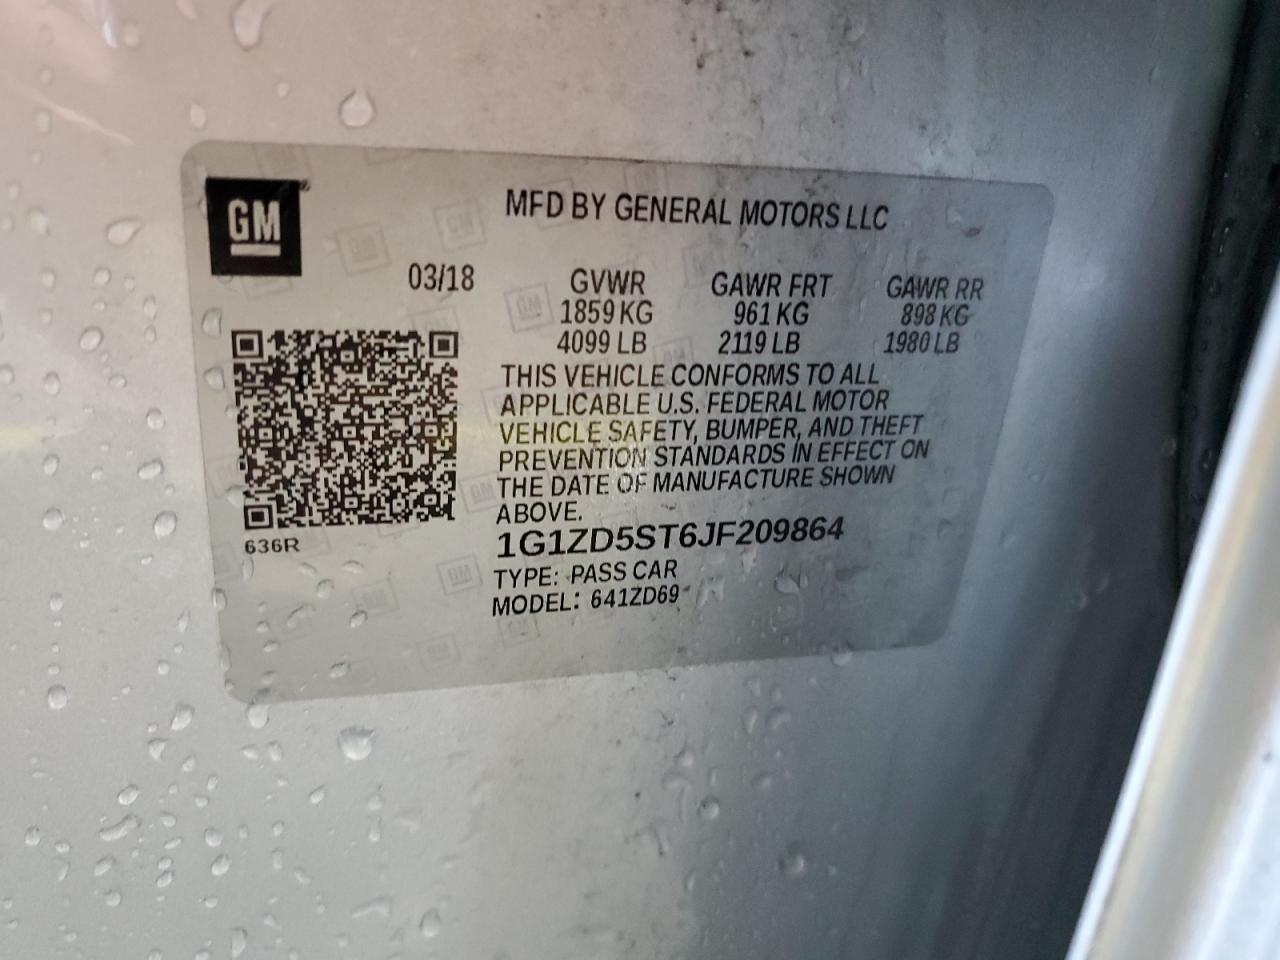 GM
MFD BY GENERAL MOTORS LLC
03/18 GVWR GAWR FRT GAWR RR
1859 KG 961 KG 898 KG
4099 LB 2119 LB 1980 LB
THIS VEHICLE CONFORMS TO ALL
APPLICABLE U.S. FEDERAL MOTOR
VEHICLE SAFETY, BUMPER, AND THEFT
PREVENTION STANDARDS IN EFFECT ON
THE DATE OF MANUFACTURE SHOWN
ABOVE.
636R
1G1ZD5ST6JF209864
TYPE: PASS CAR
MODEL: 641ZD69